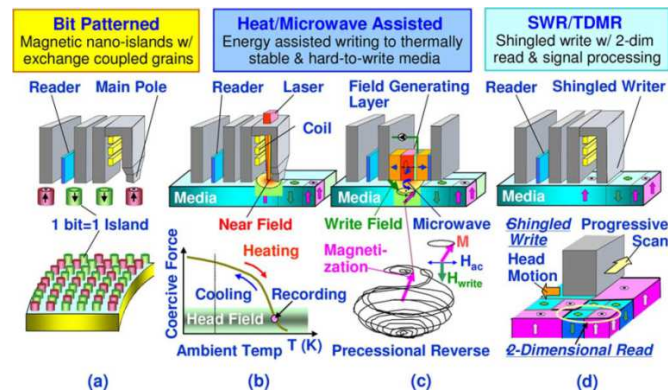 Bit Patterned
Magnetic nano-islands w/
exchange coupled grains
Heat/Microwave Assisted
Energy assisted writing to thermally
stable & hard-to-write media
SWR/TDMR
Shingled write w/ 2-dim
read & signal processing
Reader
Main Pole
1 bit=1 Island
(a)
Reader
Laser
Coil
Media
Near Field
Coercive Force
Heating
Cooling
Recording
Head Field
Ambient Temp
T (K)
(b)
Field Generating
Layer
Write Field
Microwave
Magneti-
zation
M
Hac
Hwrite
Precessional Reverse
(c)
Reader
Shingled Writer
Media
Shingled
Write
Progressive
Scan
Head
Motion
2-Dimensional Read
(d)